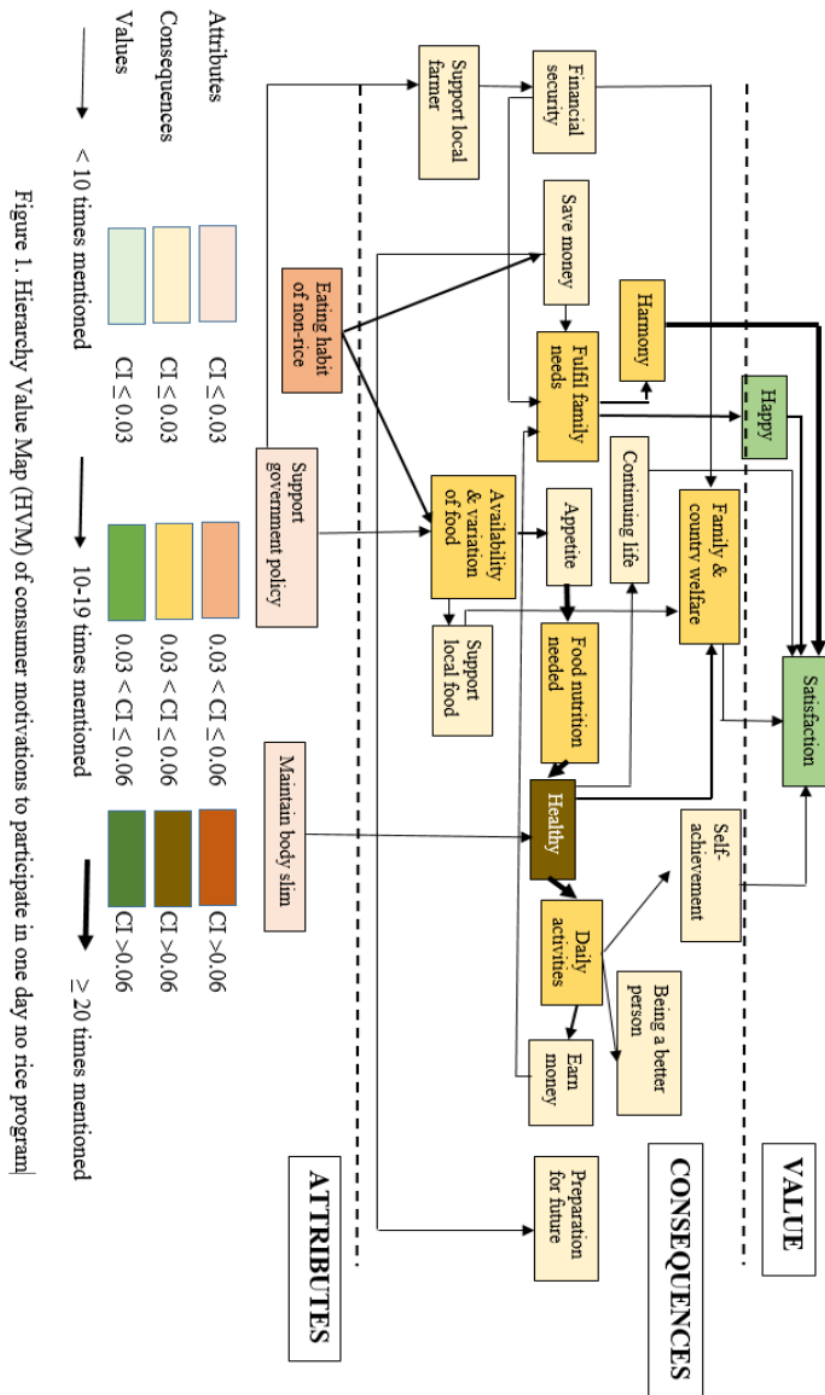 VALUE
Happy
Satisfaction
CONSEQUENCES
Harmony
Continuing life
Family &
country welfare
Self-
achievement
Being a better
person
Financial
security
Save money
Fulfil family
needs
Appetite
Food nutrition
needed
Healthy
Daily
activities
Earn
money
Preparation
for future
Support local
farmer
Availability
& variation
of food
Support
local food
ATTRIBUTES
Eating habit
of non-rice
Support
government policy
Maintain body slim
Attributes CI ≤ 0.03 0.03 < CI ≤ 0.06 CI >0.06
Consequences CI ≤ 0.03 0.03 < CI ≤ 0.06 CI >0.06
Values CI ≤ 0.03 0.03 < CI ≤ 0.06 CI >0.06
< 10 times mentioned 10-19 times mentioned ≥ 20 times mentioned
Figure 1. Hierarchy Value Map (HVM) of consumer motivations to participate in one day no rice program